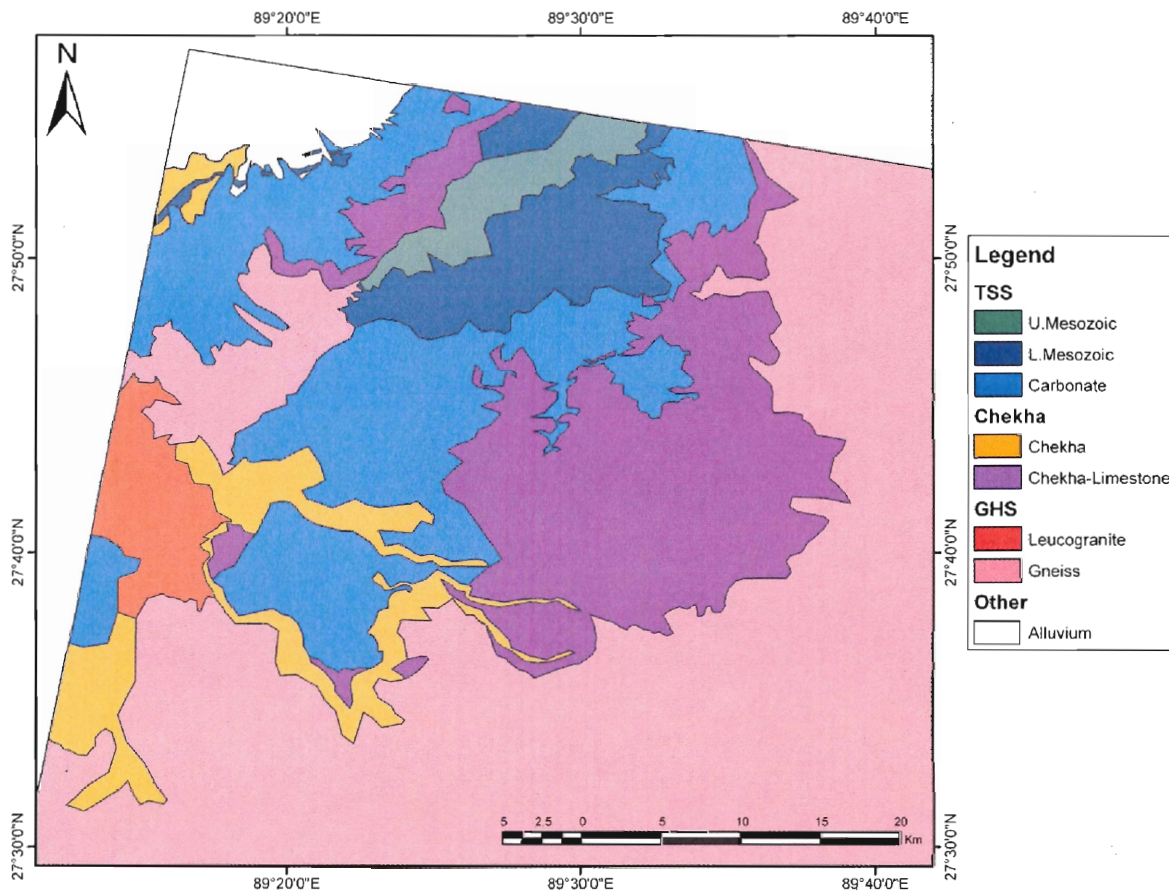 89°20'0"E
89°30'0"E
89°40'0"E
N
27°50'0"N
27°40'0"N
27°30'0"N
27°50'0"N
27°40'0"N
27°30'0"N
Legend
TSS
U.Mesozoic
L.Mesozoic
Carbonate
Chekha
Chekha
Chekha-Limestone
GHS
Leucogranite
Gneiss
Other
Alluvium
5 2.5 0 5 10 15 20
Km
89°20'0"E
89°30'0"E
89°40'0"E